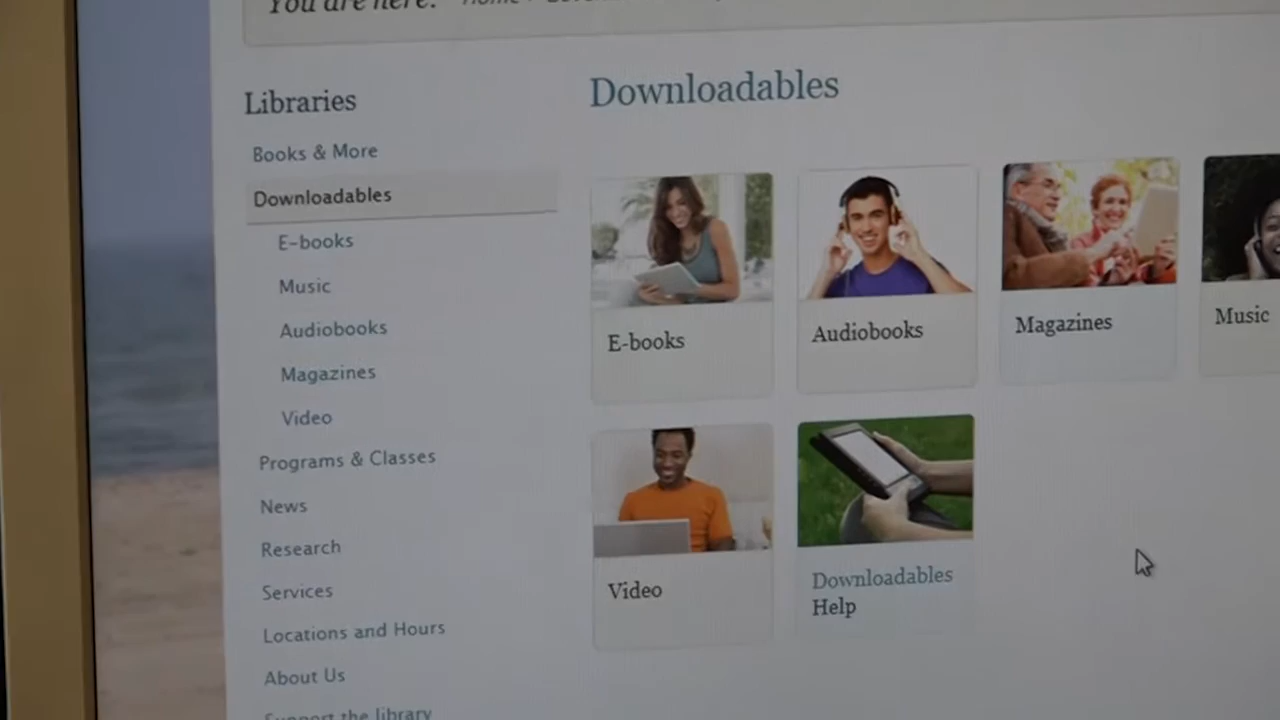 You are here:
Libraries
Books & More
Downloadables
E-books
Music
Audiobooks
Magazines
Video
Programs & Classes
News
Research
Services
Locations and Hours
About Us
Support the library
Downloadables
E-books
Audiobooks
Magazines
Music
Video
Downloadables
Help